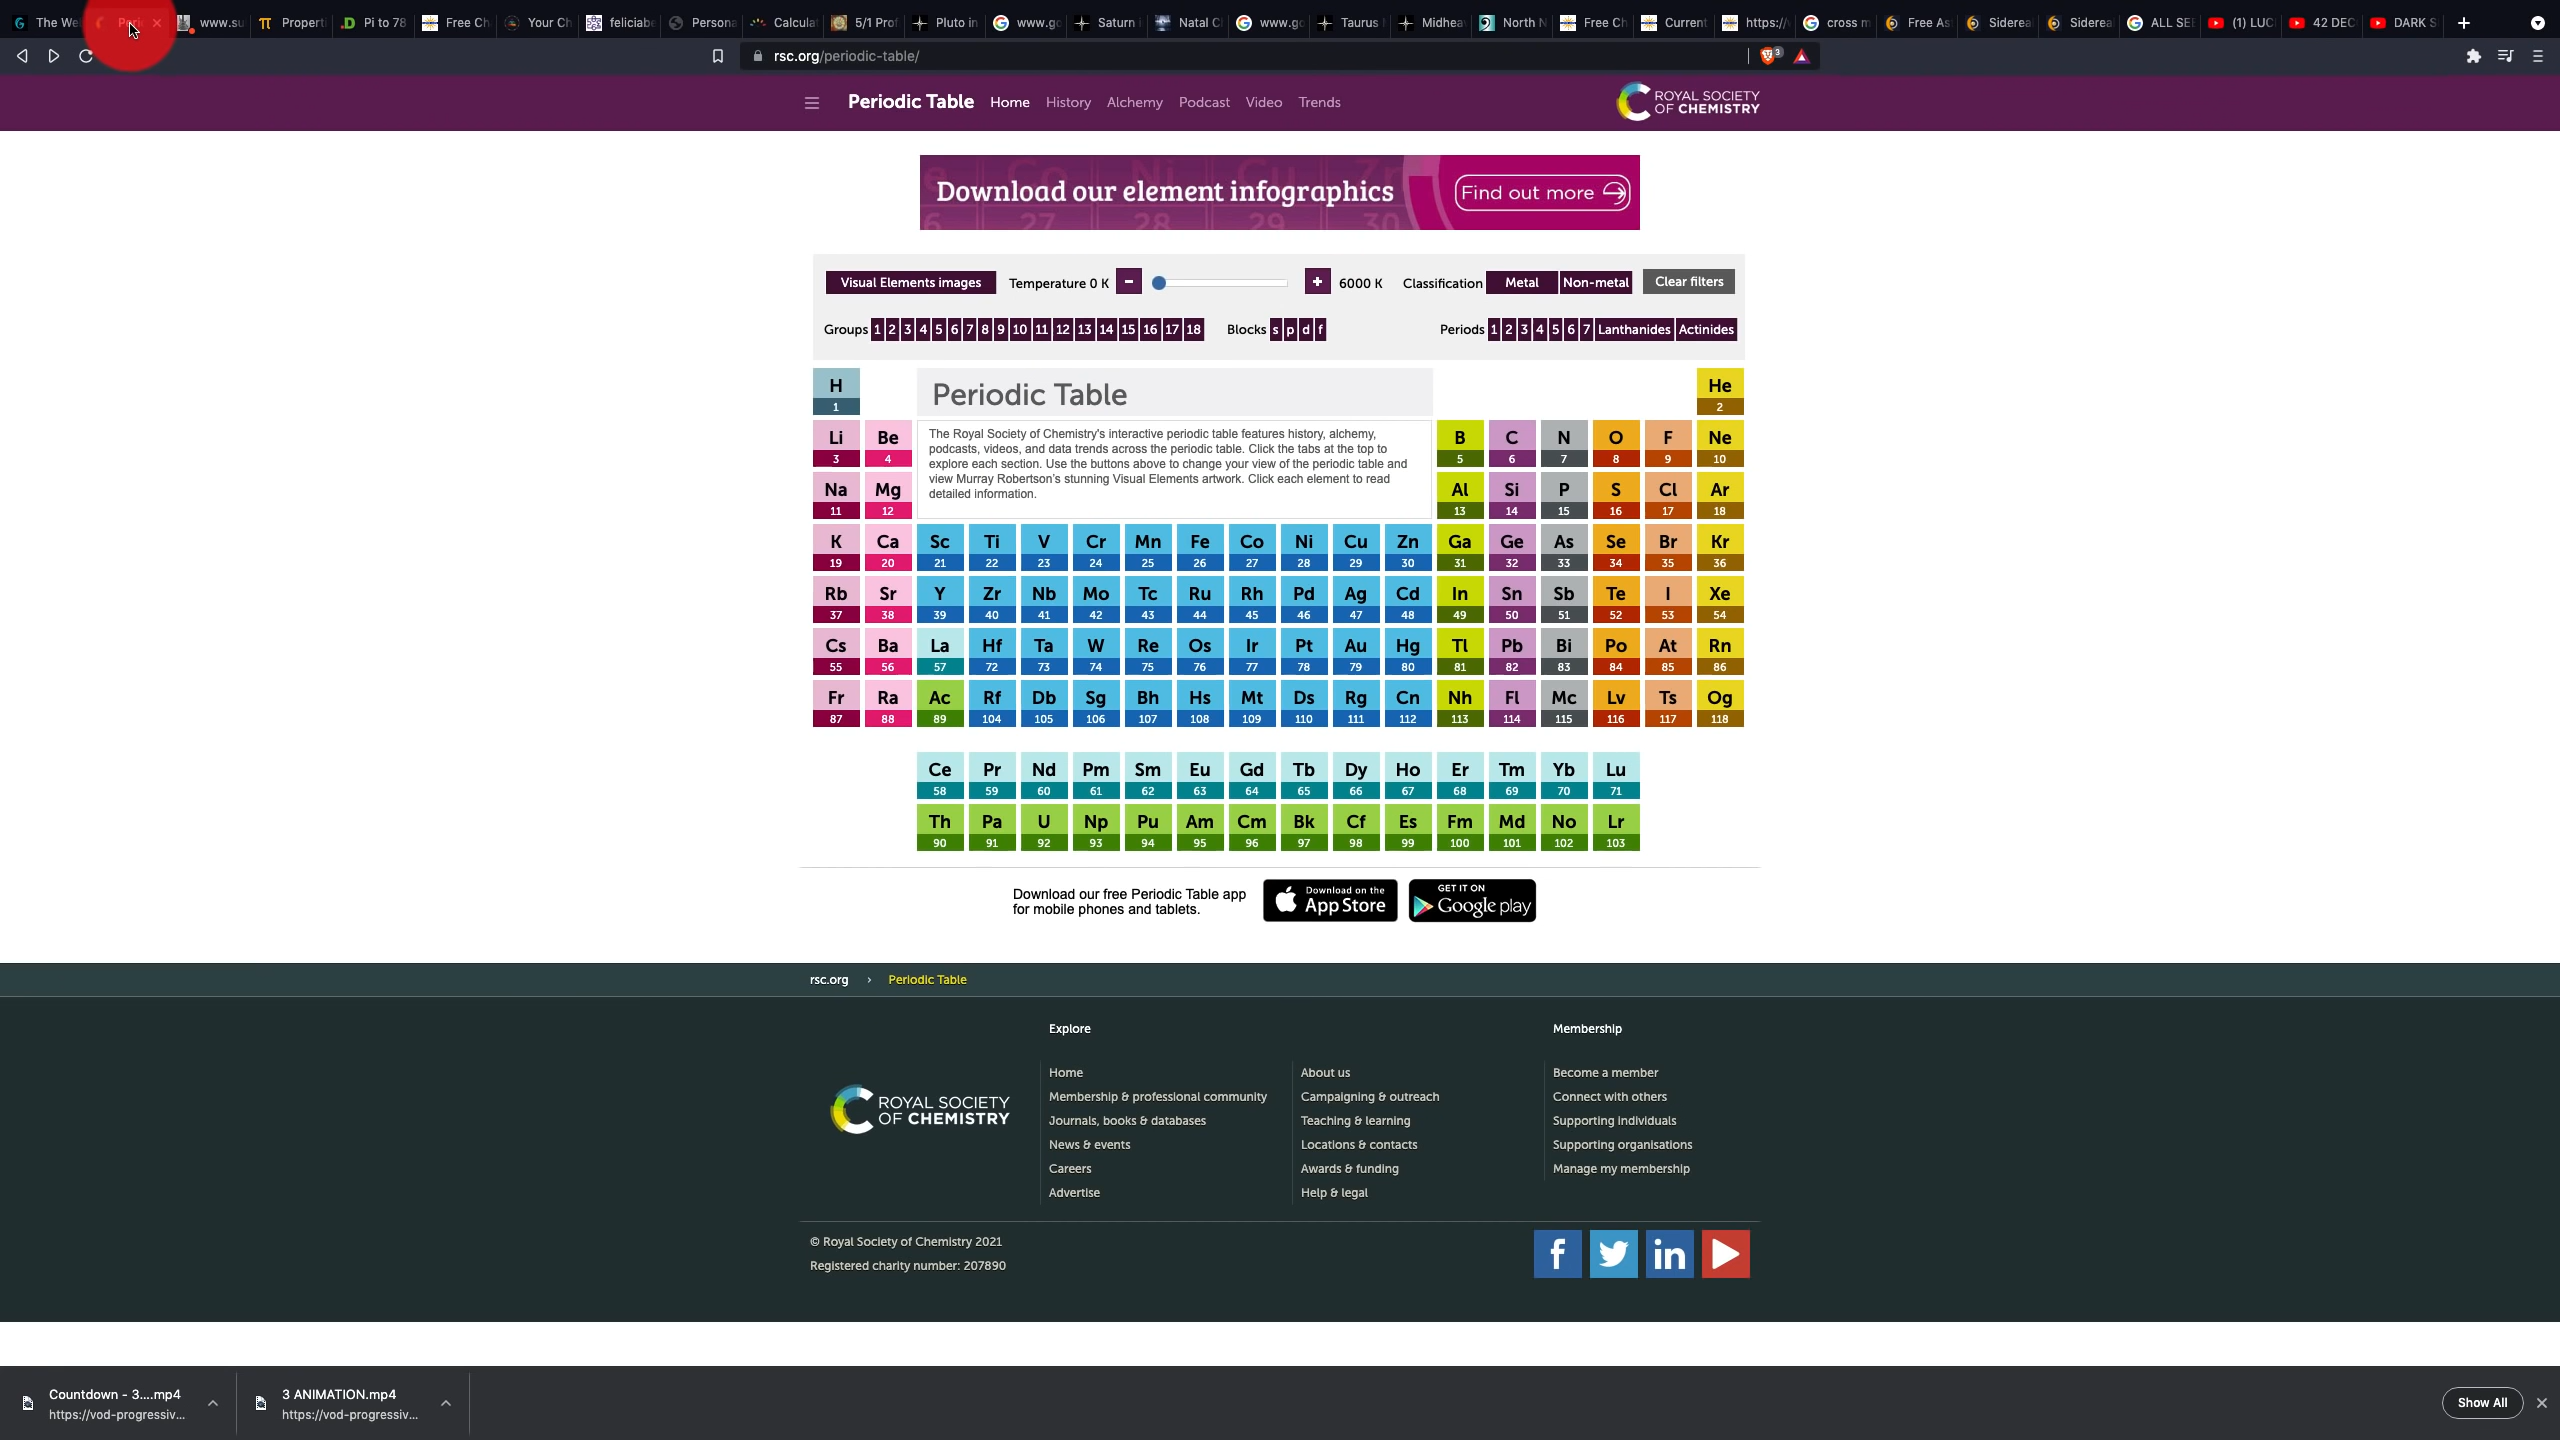 The We
Peri
www.su
Propert
Pi to 78
Free Ch
Your Ch
feliciabe
Persona
Calcula
5/1 Prof
Pluto in
www.go
Saturn
Natal C
www.go
Taurus
Midhea
North N
Free Ch
Current
https://
cross m
Free As
Siderea
Siderea
ALL SEE
(1) LUC
42 DEC
DARK S
rsc.org/periodic-table/
3
Periodic Table Home History Alchemy Podcast Video Trends
ROYAL SOCIETY
OF CHEMISTRY
Download our element infographics
Find out more
Visual Elements images Temperature 0 K - + 6000 K Classification Metal Non-metal Clear filters
Groups 1 2 3 4 5 6 7 8 9 10 11 12 13 14 15 16 17 18 Blocks s p d f Periods 1 2 3 4 5 6 7 Lanthanides Actinides
H He
1 2
Periodic Table
The Royal Society of Chemistry's interactive periodic table features history, alchemy,
podcasts, videos, and data trends across the periodic table. Click the tabs at the top to
explore each section. Use the buttons above to change your view of the periodic table and
view Murray Robertson's stunning Visual Elements artwork. Click each element to read
detailed information.
Li Be B C N O F Ne
3 4 5 6 7 8 9 10
Na Mg Al Si P S Cl Ar
11 12 13 14 15 16 17 18
K Ca Sc Ti V Cr Mn Fe Co Ni Cu Zn Ga Ge As Se Br Kr
19 20 21 22 23 24 25 26 27 28 29 30 31 32 33 34 35 36
Rb Sr Y Zr Nb Mo Tc Ru Rh Pd Ag Cd In Sn Sb Te I Xe
37 38 39 40 41 42 43 44 45 46 47 48 49 50 51 52 53 54
Cs Ba La Hf Ta W Re Os Ir Pt Au Hg Tl Pb Bi Po At Rn
55 56 57 72 73 74 75 76 77 78 79 80 81 82 83 84 85 86
Fr Ra Ac Rf Db Sg Bh Hs Mt Ds Rg Cn Nh Fl Mc Lv Ts Og
87 88 89 104 105 106 107 108 109 110 111 112 113 114 115 116 117 118
Ce Pr Nd Pm Sm Eu Gd Tb Dy Ho Er Tm Yb Lu
58 59 60 61 62 63 64 65 66 67 68 69 70 71
Th Pa U Np Pu Am Cm Bk Cf Es Fm Md No Lr
90 91 92 93 94 95 96 97 98 99 100 101 102 103
Download our free Periodic Table app
for mobile phones and tablets.
Download on the
App Store
GET IT ON
Google play
rsc.org › Periodic Table
ROYAL SOCIETY
OF CHEMISTRY
Explore
Home
Membership & professional community
Journals, books & databases
News & events
Careers
Advertise
About us
Campaigning & outreach
Teaching & learning
Locations & contacts
Awards & funding
Help & legal
Membership
Become a member
Connect with others
Supporting individuals
Supporting organisations
Manage my membership
© Royal Society of Chemistry 2021
Registered charity number: 207890
Countdown - 3....mp4
https://vod-progressiv...
3 ANIMATION.mp4
https://vod-progressiv...
Show All